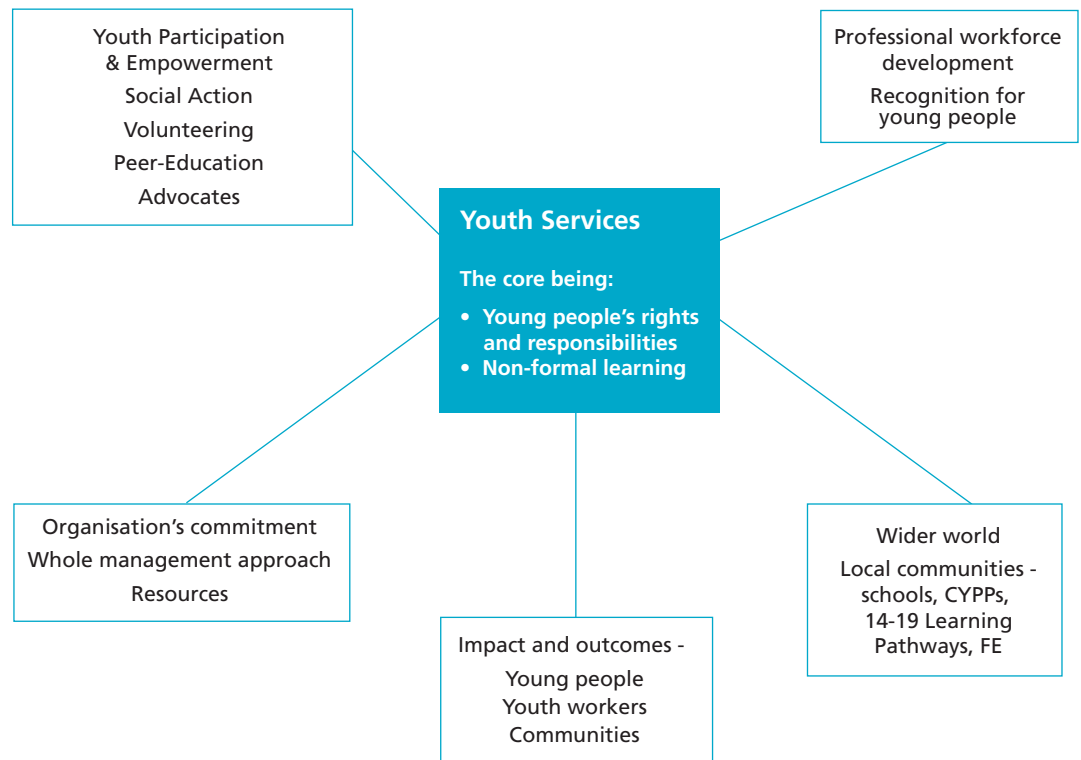 Youth Participation
& Empowerment
Social Action
Volunteering
Peer-Education
Advocates
Professional workforce
development
Recognition for
young people
Youth Services
The core being:
• Young people’s rights
and responsibilities
• Non-formal learning
Organisation’s commitment
Whole management approach
Resources
Impact and outcomes -
Young people
Youth workers
Communities
Wider world
Local communities -
schools, CYPPs,
14-19 Learning
Pathways, FE